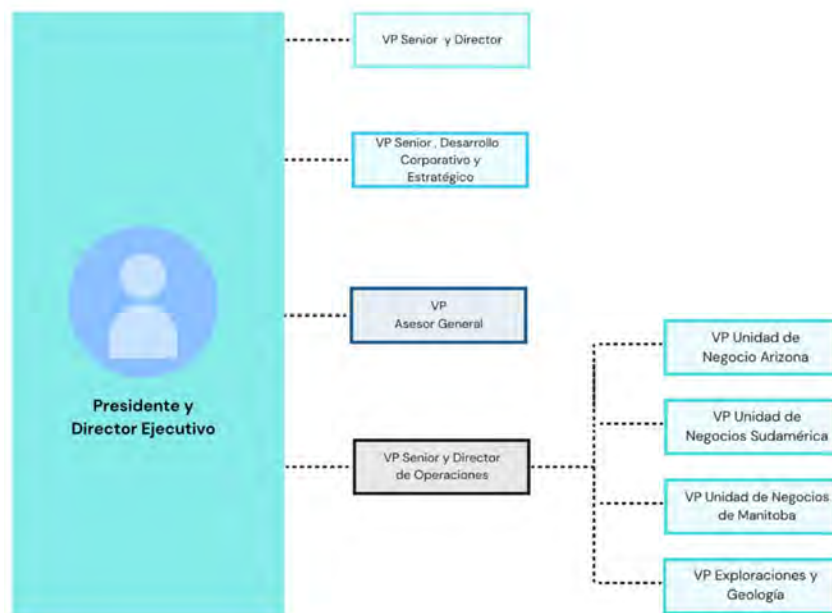 VP Senior y Director
VP Senior , Desarrollo
Corporativo y
Estratégico
VP
Asesor General
Presidente y
Director Ejecutivo
VP Senior y Director
de Operaciones
VP Unidad de
Negocio Arizona
VP Unidad de
Negocios Sudamérica
VP Unidad de Negocios
de Manitoba
VP Exploraciones y
Geología